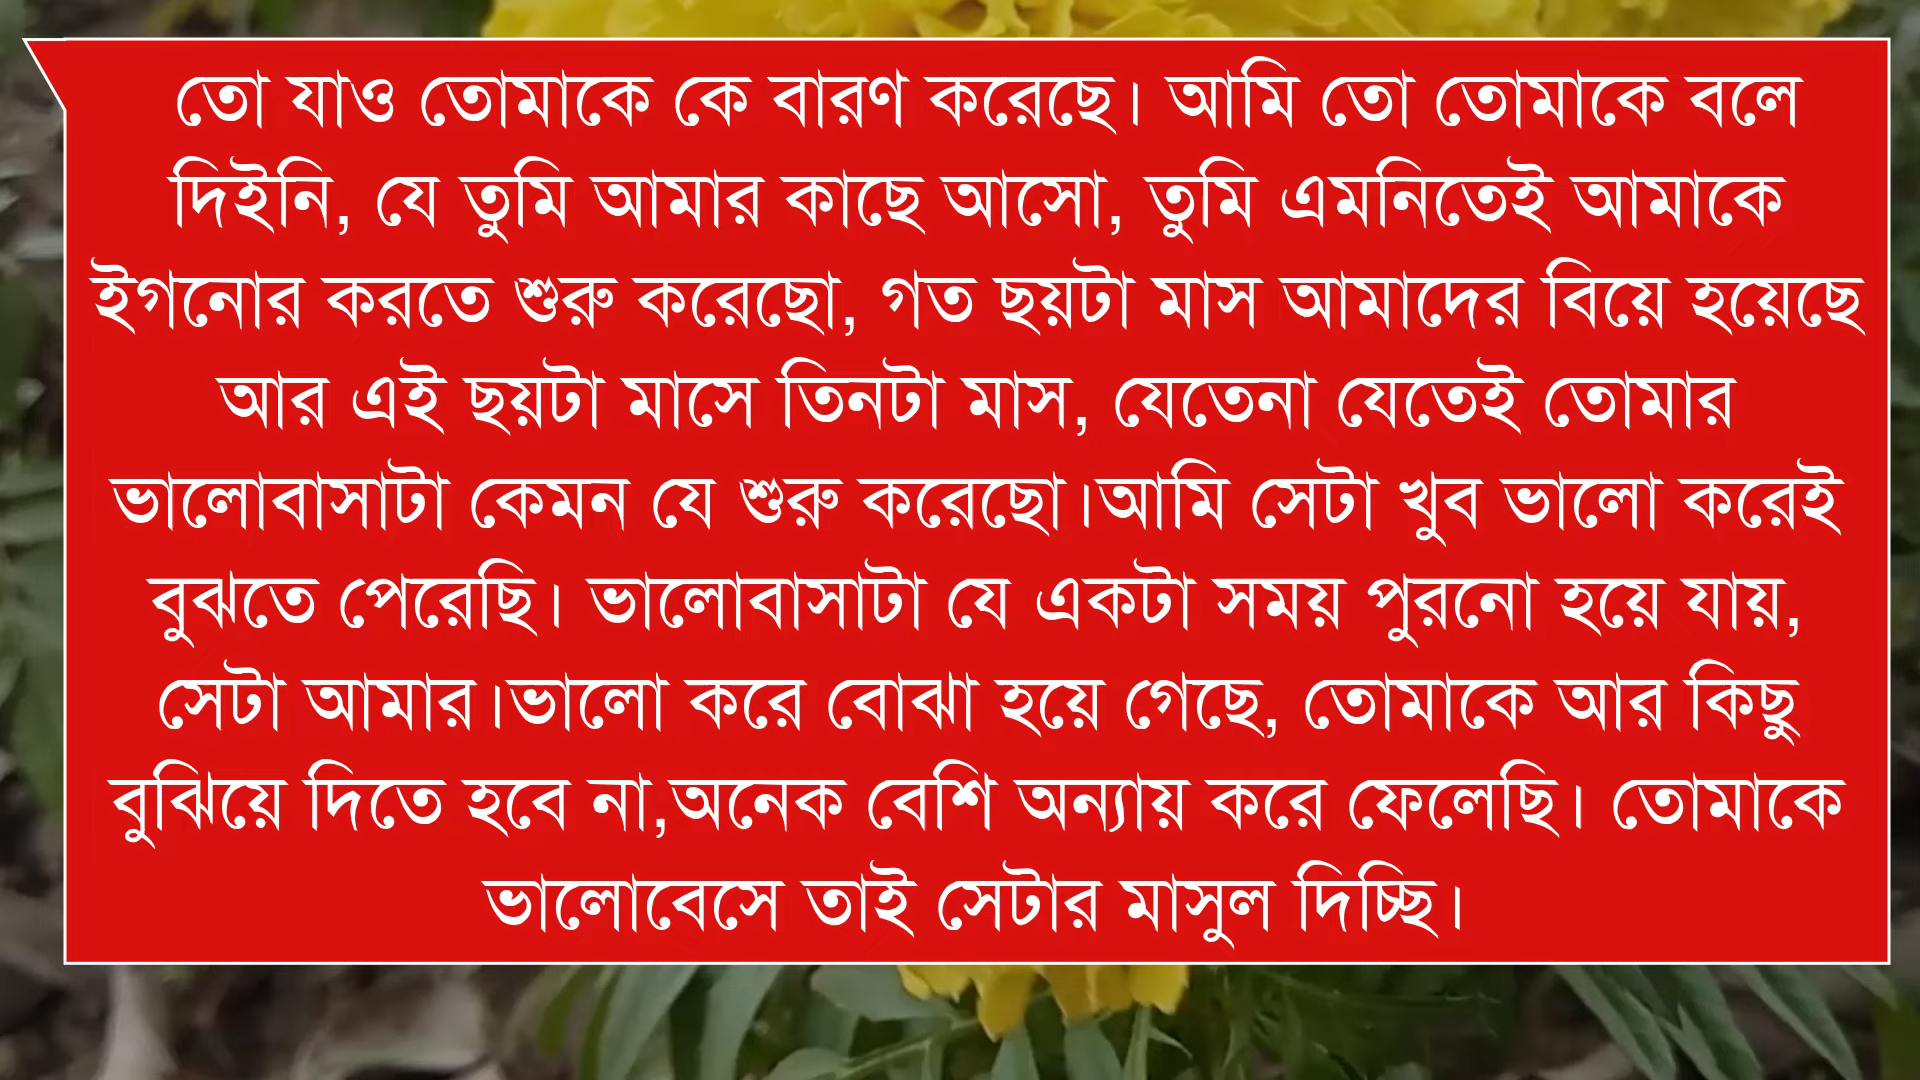 তো যাও তোমাকে কে বারণ করেছে। আমি তো তোমাকে বলে
দিইনি, যে তুমি আমার কাছে আসো, তুমি এমনিতেই আমাকে
ইগনোর করতে শুরু করেছো, গত ছয়টা মাস আমাদের বিয়ে হয়েছে
আর এই ছয়টা মাসে তিনটা মাস, যেতেনা যেতেই তোমার
ভালোবাসাটা কেমন যে শুরু করেছো।আমি সেটা খুব ভালো করেই
বুঝতে পেরেছি। ভালোবাসাটা যে একটা সময় পুরনো হয়ে যায়,
সেটা আমার।ভালো করে বোঝা হয়ে গেছে, তোমাকে আর কিছু
বুঝিয়ে দিতে হবে না,অনেক বেশি অন্যায় করে ফেলেছি। তোমাকে
ভালোবেসে তাই সেটার মাসুল দিচ্ছি।